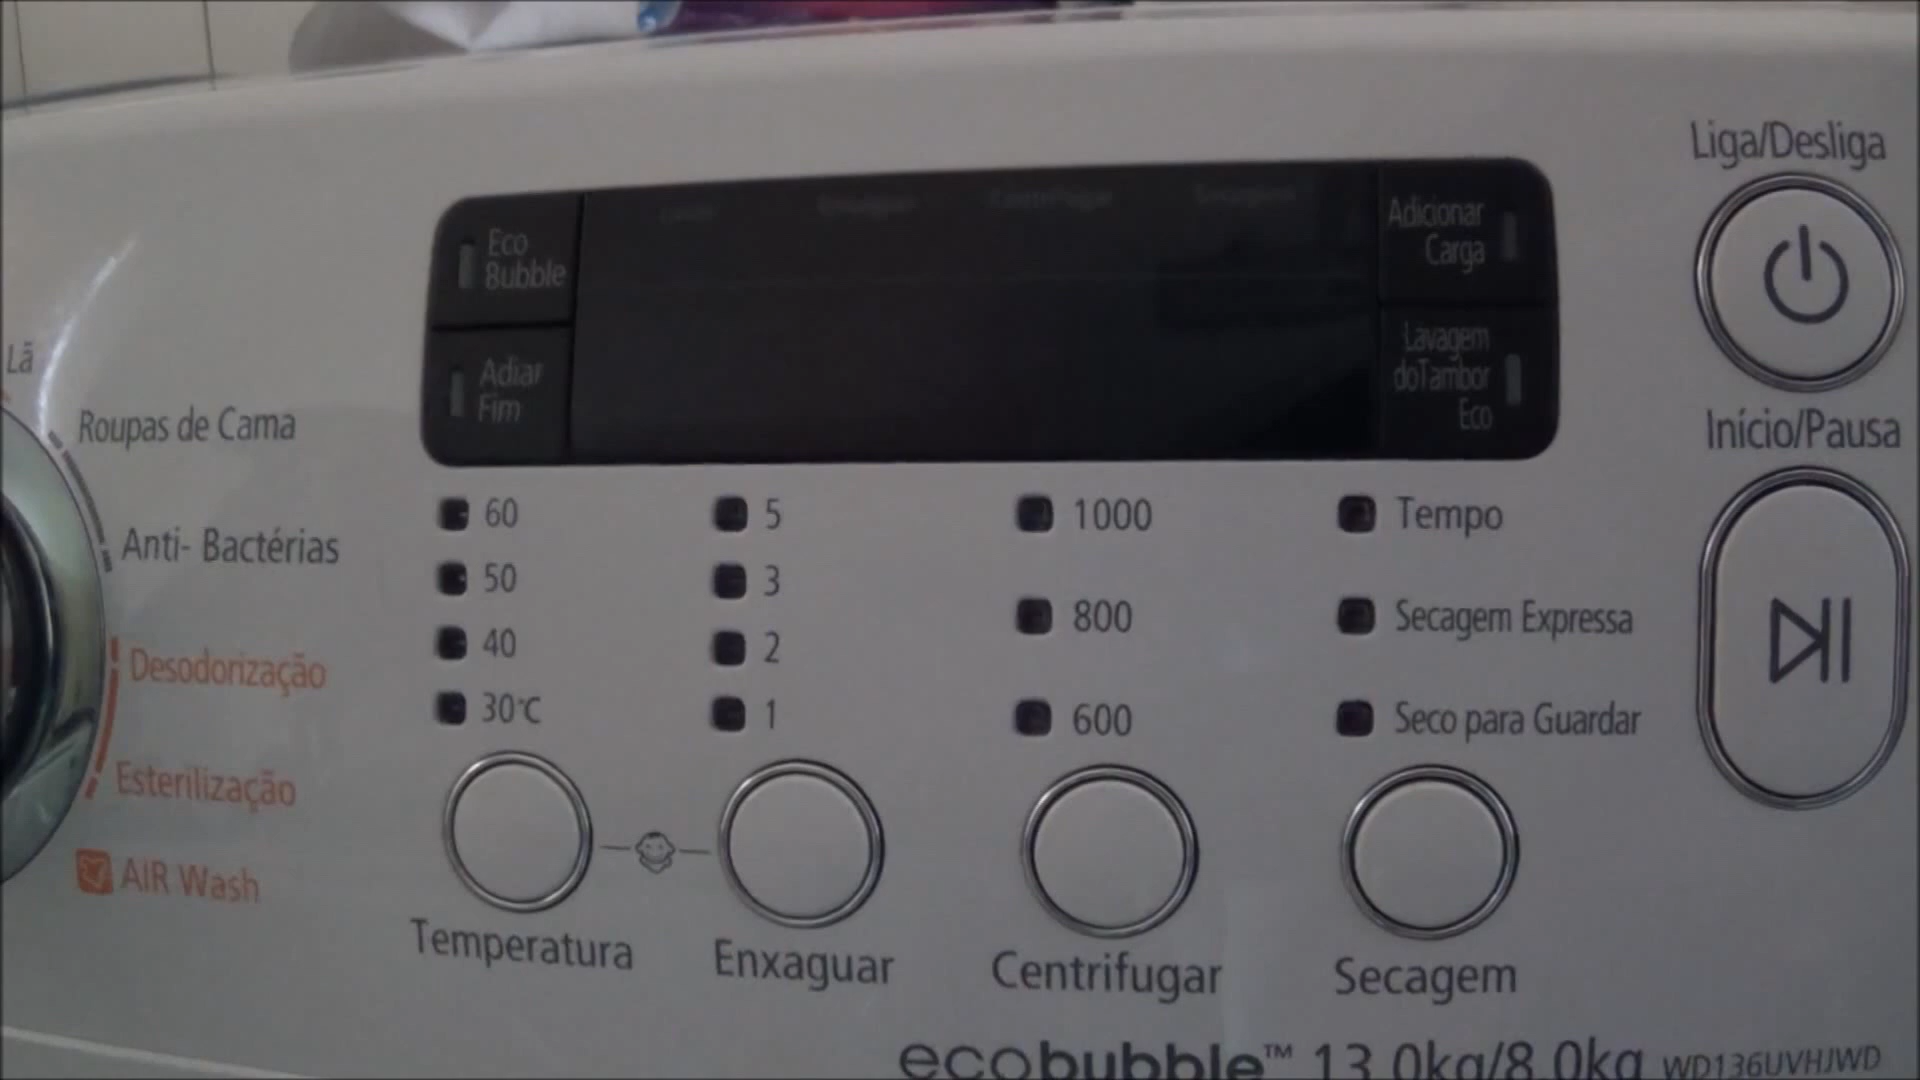 Liga/Desliga
Eco
Bubble
Centrifugar
Adicionar
Carga
Adiar
Fim
Lavagem
doTambor
Eco
Início/Pausa
Lã
Roupas de Cama
Anti- Bactérias
Desodorização
Esterilização
AIR Wash
60
50
40
30°C
Temperatura
5
3
2
1
Enxaguar
1000
800
600
Centrifugar
Tempo
Secagem Expressa
Seco para Guardar
Secagem
ecobubble™ 13.0kg/8.0kg WD136UVHJWD